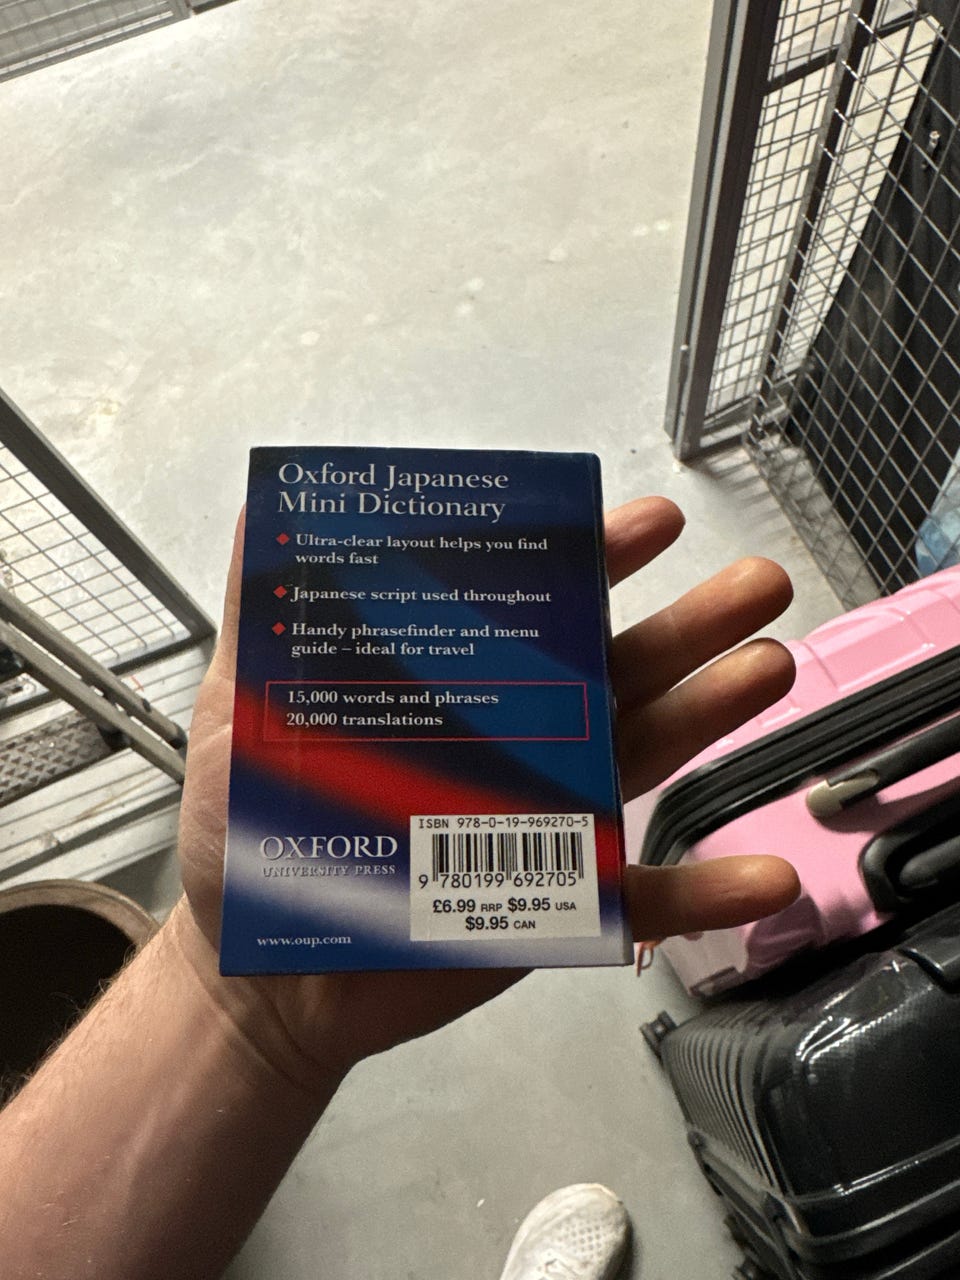 Oxford Japanese
Mini Dictionary
Ultra-clear layout helps you find
words fast
Japanese script used throughout
Handy phrasefinder and menu
guide – ideal for travel
15,000 words and phrases
20,000 translations
OXFORD
UNIVERSITY PRESS
www.oup.com
ISBN 978-0-19-969270-5
9 780199 692705
£6.99 RRP $9.95 USA
$9.95 CAN